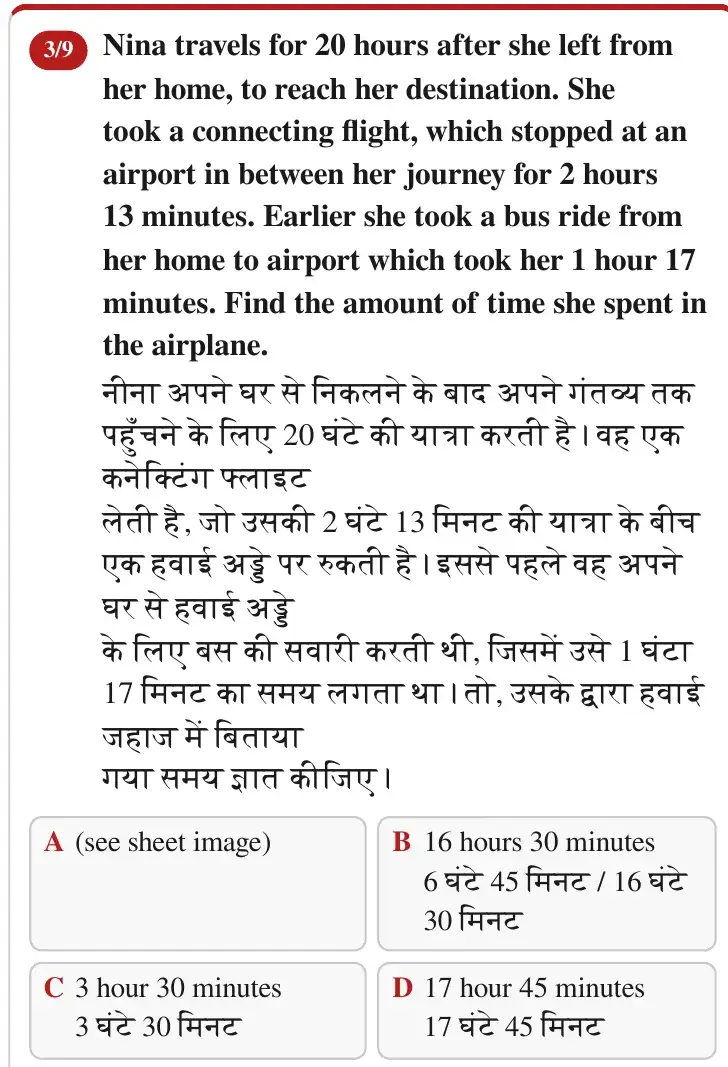 3/9 Nina travels for 20 hours after she left from
her home, to reach her destination. She
took a connecting flight, which stopped at an
airport in between her journey for 2 hours
13 minutes. Earlier she took a bus ride from
her home to airport which took her 1 hour 17
minutes. Find the amount of time she spent in
the airplane.
नीना अपने घर से निकलने के बाद अपने गंतव्य तक
पहुँचने के लिए 20 घंटे की यात्रा करती है। वह एक
कनेक्टिंग फ्लाइट
लेती है, जो उसकी 2 घंटे 13 मिनट की यात्रा के बीच
एक हवाई अड्डे पर रुकती है। इससे पहले वह अपने
घर से हवाई अड्डे
के लिए बस की सवारी करती थी, जिसमें उसे 1 घंटा
17 मिनट का समय लगता था। तो, उसके द्वारा हवाई
जहाज में बिताया
गया समय ज्ञात कीजिए।
A (see sheet image)
B 16 hours 30 minutes
6 घंटे 45 मिनट / 16 घंटे
30 मिनट
C 3 hour 30 minutes
3 घंटे 30 मिनट
D 17 hour 45 minutes
17 घंटे 45 मिनट